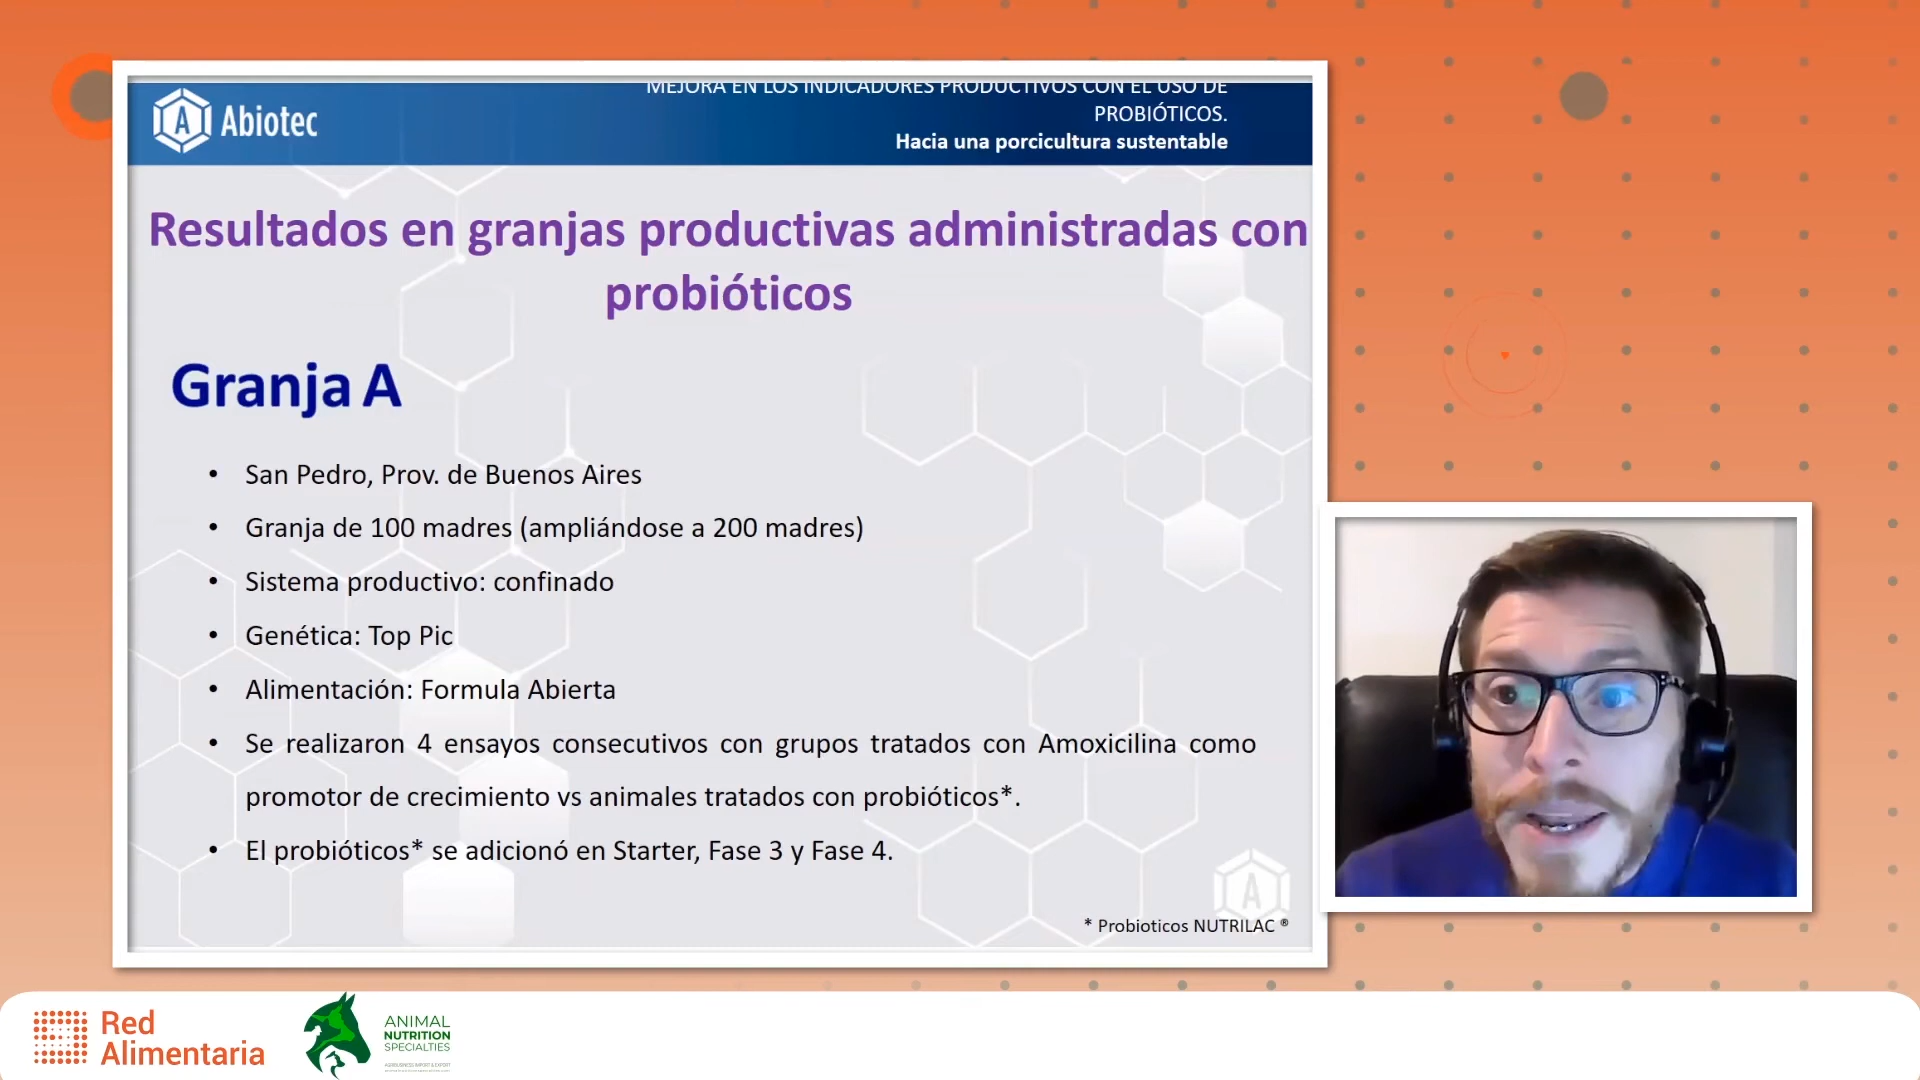 Abiotec
MEJORA EN LOS INDICADORES PRODUCTIVOS CON EL USO DE
PROBIÓTICOS.
Hacia una porcicultura sustentable
Resultados en granjas productivas administradas con
probióticos
Granja A
• San Pedro, Prov. de Buenos Aires
• Granja de 100 madres (ampliándose a 200 madres)
• Sistema productivo: confinado
• Genética: Top Pic
• Alimentación: Formula Abierta
• Se realizaron 4 ensayos consecutivos con grupos tratados con Amoxicilina como
promotor de crecimiento vs animales tratados con probióticos*.
• El probióticos* se adicionó en Starter, Fase 3 y Fase 4.
* Probioticos NUTRILAC ®
Red
Alimentaria
ANIMAL
NUTRITION
SPECIALTIES